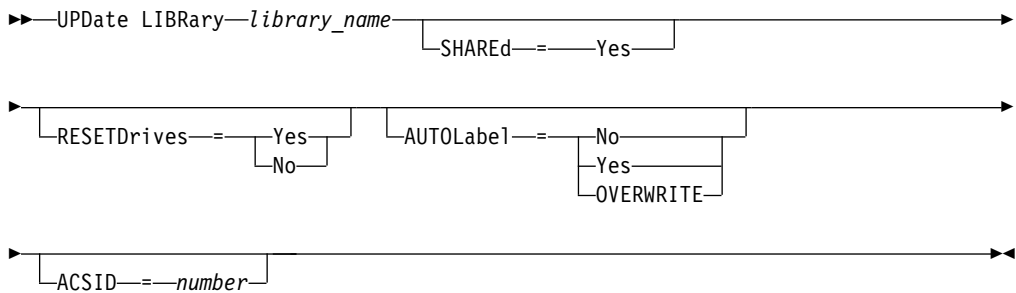 UPDate LIBRary library_name
SHAREd = Yes
RESETDrives = Yes AUTOLabel = No
No Yes
OVERWRITE
ACSID = number